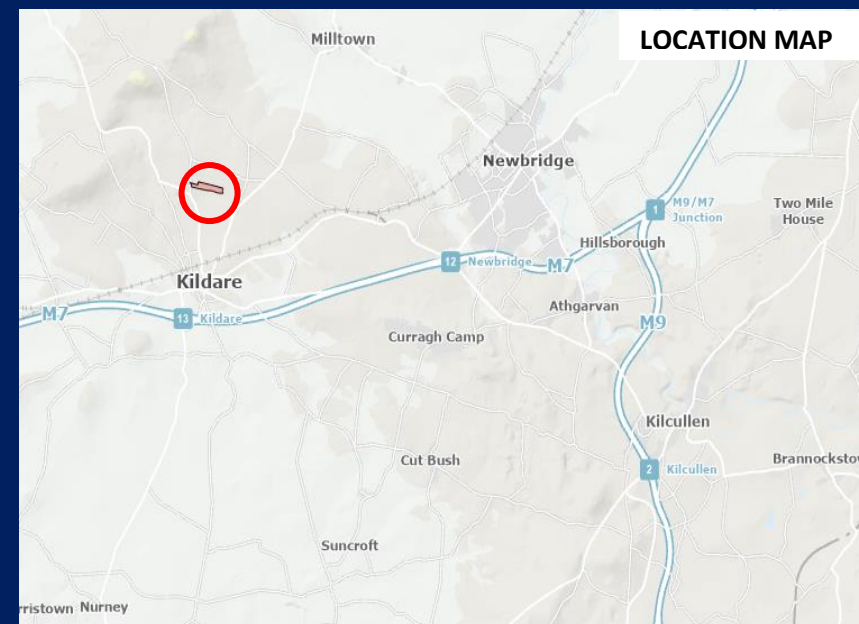 LOCATION MAP
Milltown
Newbridge
M9/M7
Junction
1
Two Mile
House
Hillsborough
12 Newbridge
M7
Kildare
Athgarvan
M7
13 Kildare
M9
Curragh Camp
Kilcullen
Cut Bush
2 Kilcullen
Brannockstow
Suncroft
rristown Nurney